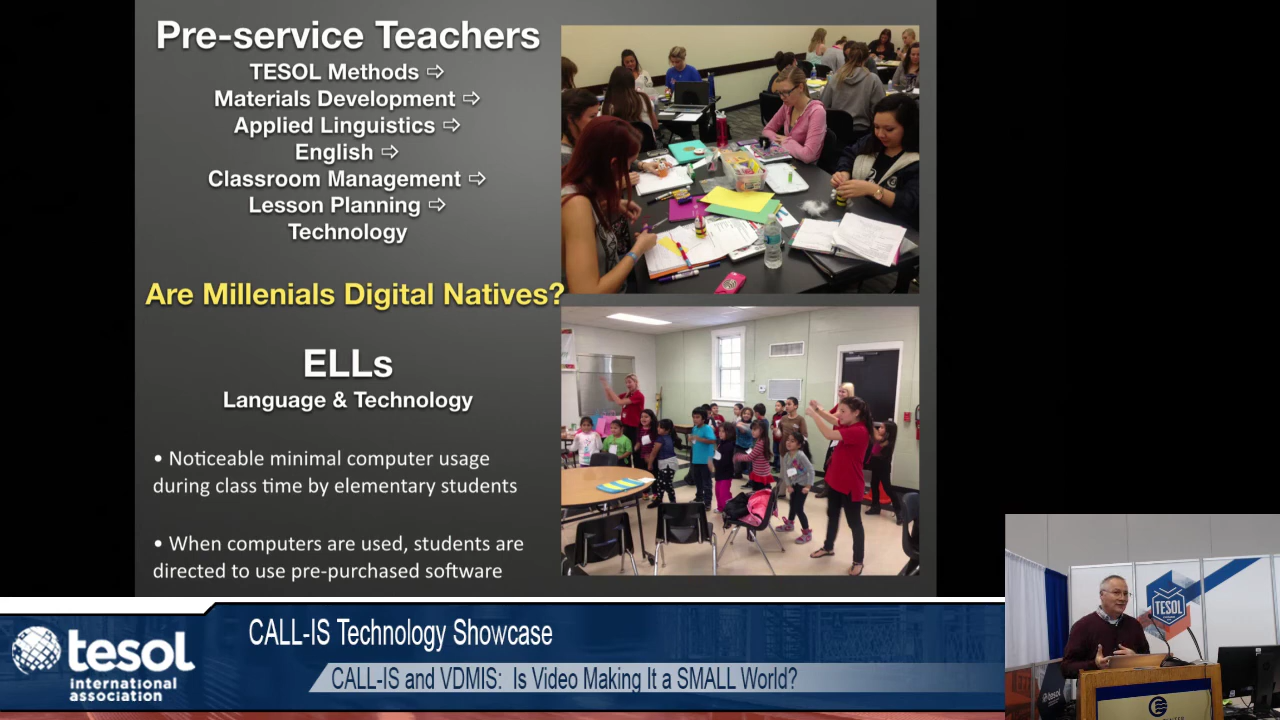 Pre-service Teachers
TESOL Methods ⇨
Materials Development ⇨
Applied Linguistics ⇨
English ⇨
Classroom Management ⇨
Lesson Planning ⇨
Technology
Are Millenials Digital Natives?
ELLs
Language & Technology
• Noticeable minimal computer usage
during class time by elementary students
• When computers are used, students are
directed to use pre-purchased software
TESOL
CALL-IS Technology Showcase
CALL-IS and VDMIS: Is Video Making It a SMALL World?
tesol
international
association